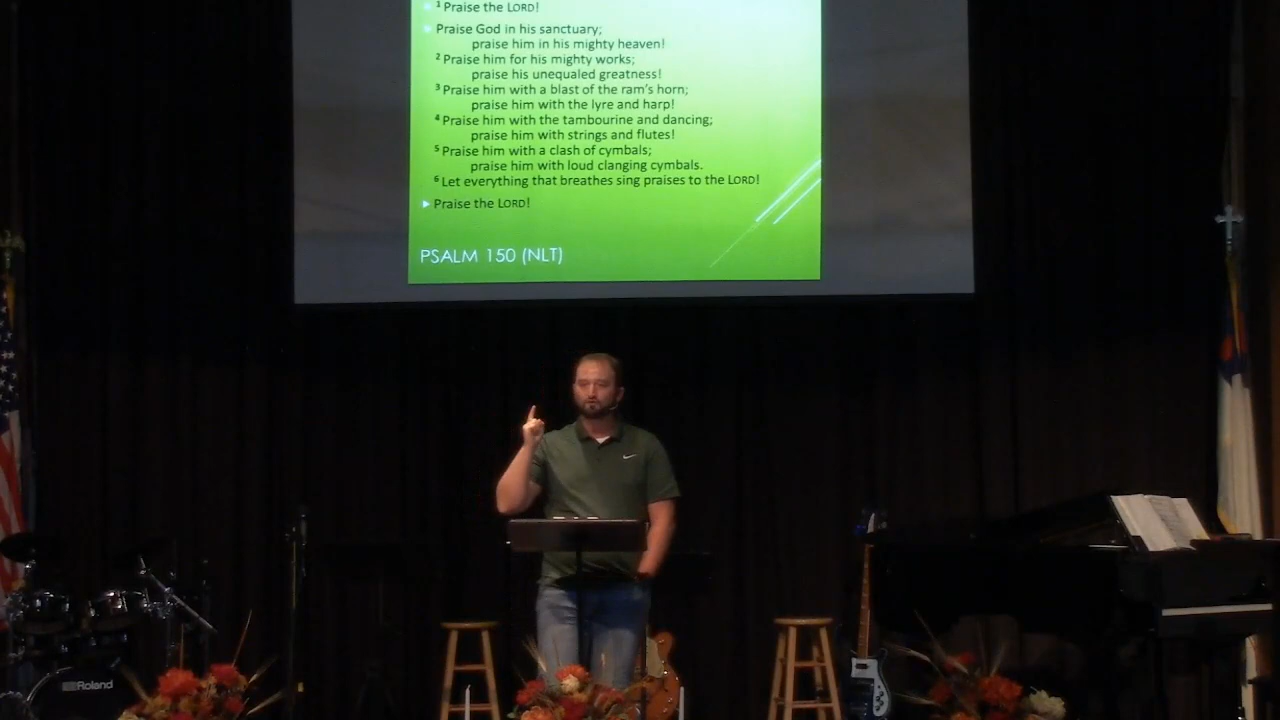 1 Praise the LORD!
Praise God in his sanctuary;
praise him in his mighty heaven!
2 Praise him for his mighty works;
praise his unequaled greatness!
3 Praise him with a blast of the ram's horn;
praise him with the lyre and harp!
4 Praise him with the tambourine and dancing;
praise him with strings and flutes!
5 Praise him with a clash of cymbals;
praise him with loud clanging cymbals.
6 Let everything that breathes sing praises to the LORD!
Praise the LORD!
PSALM 150 (NLT)
Roland